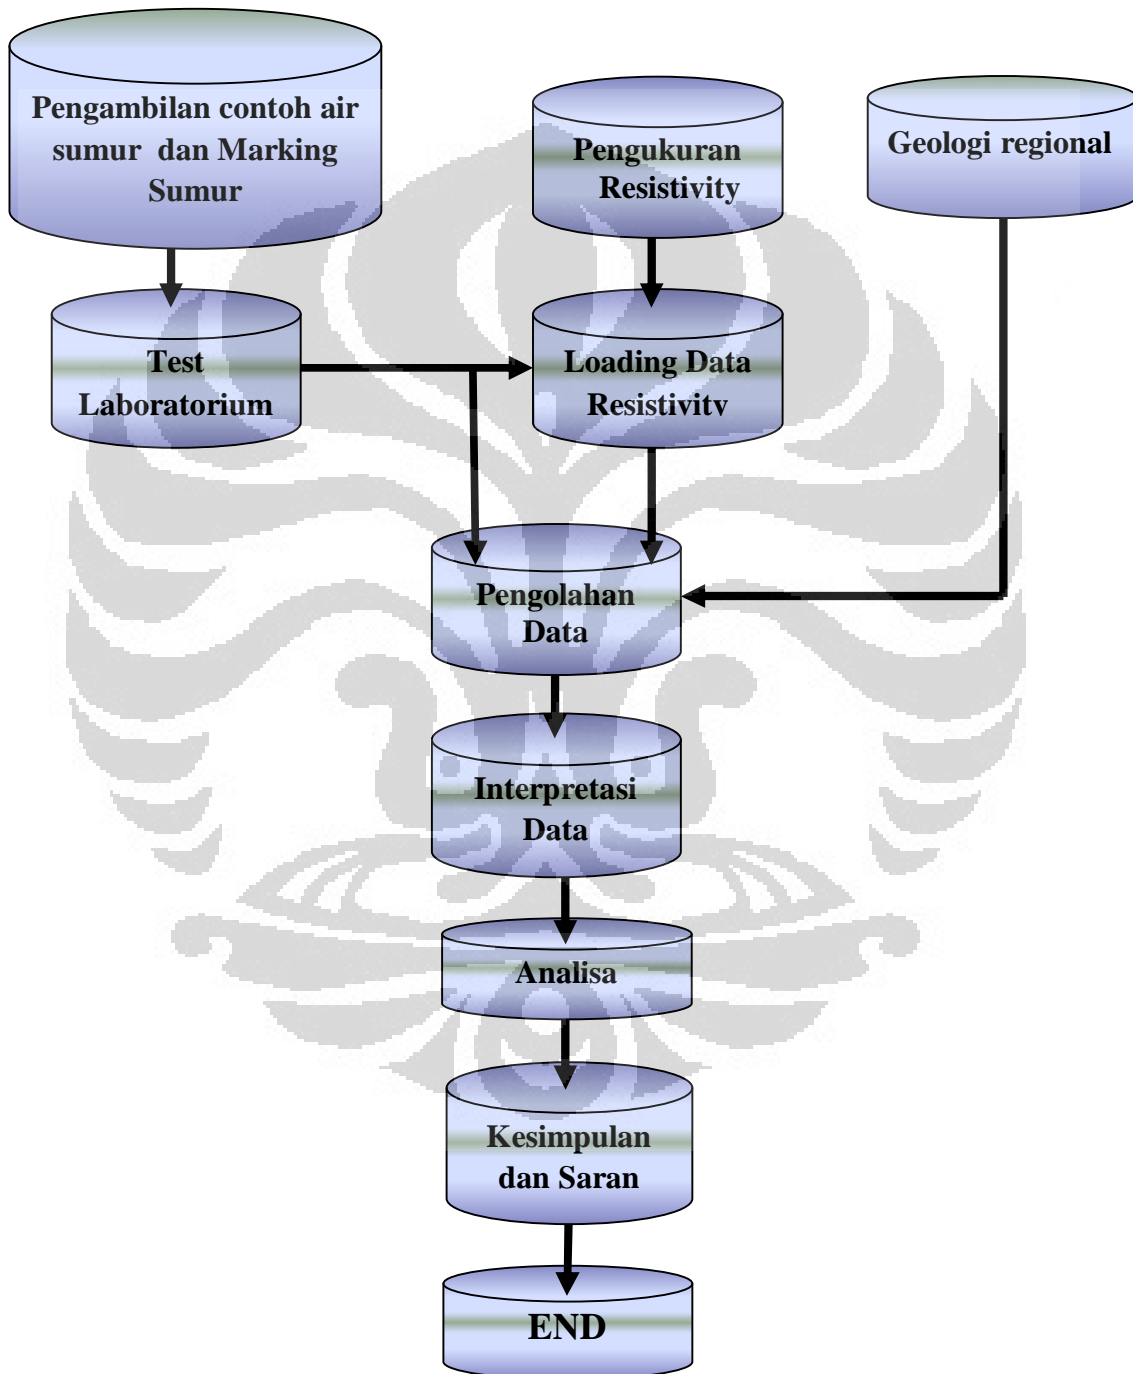 Pengambilan contoh air
sumur dan Marking
Sumur
Pengukuran
Resistivity
Geologi regional
Test
Laboratorium
Loading Data
Resistivity
Pengolahan
Data
Interpretasi
Data
Analisa
Kesimpulan
dan Saran
END